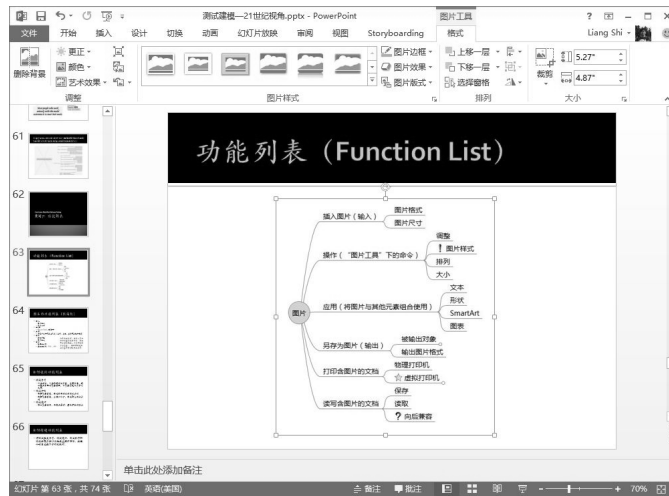 测试建模—21世纪视角.pptx - PowerPoint
图片工具
文件
开始
插入
设计
切换
动画
幻灯片放映
审阅
视图
Storyboarding
格式
Liang Shi
删除背景
更正
颜色
艺术效果
调整
图片样式
图片边框
图片效果
图片版式
上移一层
下移一层
选择窗格
排列
裁剪
5.27"
4.87"
大小
61
62
63
64
65
66
功能列表（Function List）
图片
插入图片（输入）
图片格式
图片尺寸
操作（“图片工具”下的命令）
调整
! 图片样式
排列
大小
应用（将图片与其他元素组合使用）
文本
形状
SmartArt
图表
另存为图片（输出）
被输出对象
输出图片格式
打印含图片的文档
物理打印机
☆ 虚拟打印机
读写含图片的文档
保存
读取
? 向后兼容
单击此处添加备注
幻灯片 第 63 张，共 74 张
英语(美国)
备注
批注
70%